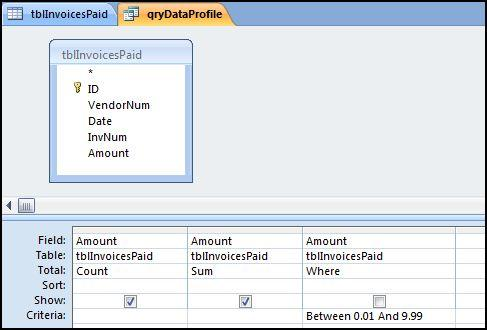 tblInvoicesPaid qryDataProfile
tblInvoicesPaid
*
ID
VendorNum
Date
InvNum
Amount
Field: Amount Amount Amount
Table: tblInvoicesPaid tblInvoicesPaid tblInvoicesPaid
Total: Count Sum Where
Sort:
Show:
Criteria: Between 0.01 And 9.99